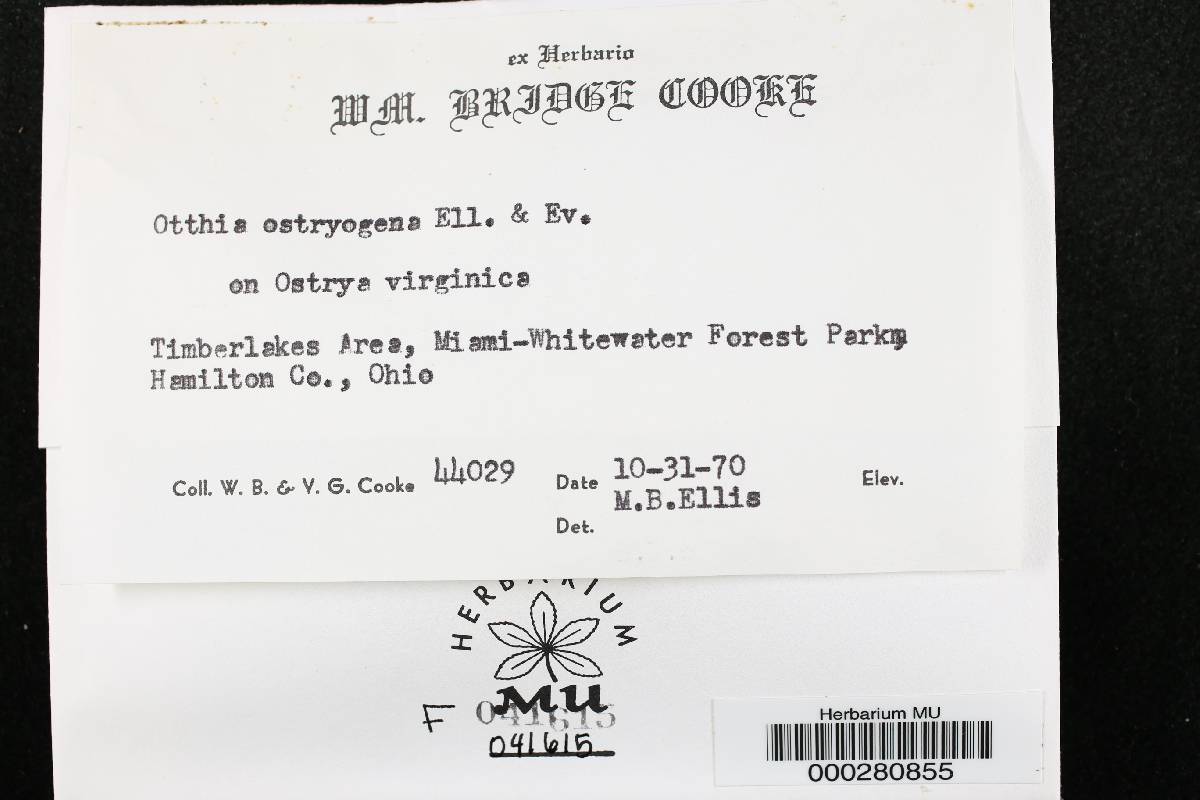 ex Herbario
WM. BRIDGE COOKE
Otthia ostryogena Ell. & Ev.
on Ostrya virginica
Timberlakes Area, Miami-Whitewater Forest Park,
Hamilton Co., Ohio
Coll. W. B. & V. G. Cooke 44029 Date 10-31-70 Elev.
Det. M.B.Ellis
HERBARIUM
MU
F 041615
041615
Herbarium MU
000280855